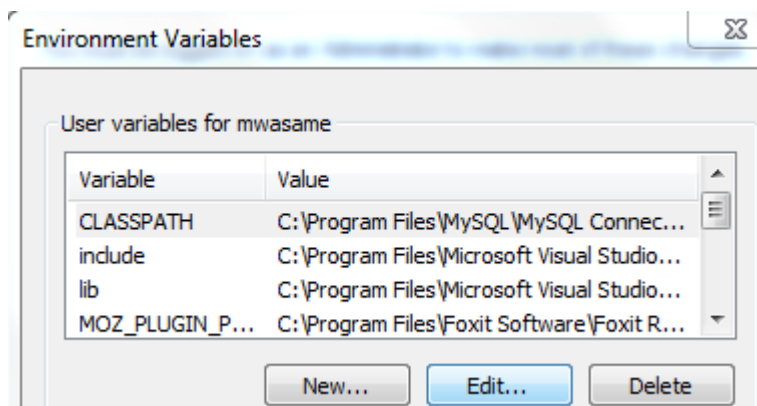 Environment Variables
User variables for mwasame
Variable Value
CLASSPATH C:\Program Files\MySQL\MySQL Connec...
include C:\Program Files\Microsoft Visual Studio...
lib C:\Program Files\Microsoft Visual Studio...
MOZ_PLUGIN_P... C:\Program Files\Foxit Software\Foxit R...
New... Edit... Delete